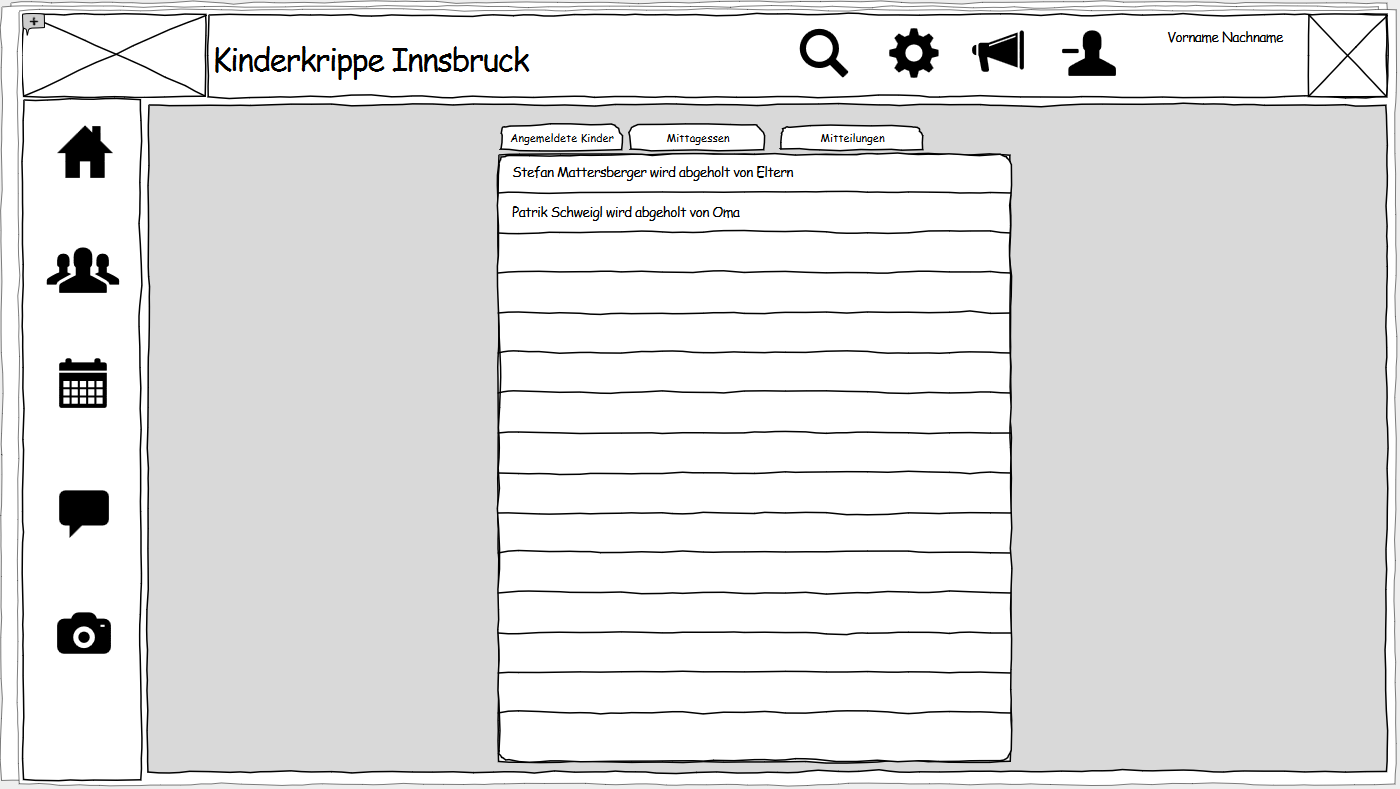 Kinderkrippe Innsbruck
Vorname Nachname
Angemeldete Kinder
Mittagessen
Mitteilungen
Stefan Mattersberger wird abgeholt von Eltern
Patrik Schweigl wird abgeholt von Oma